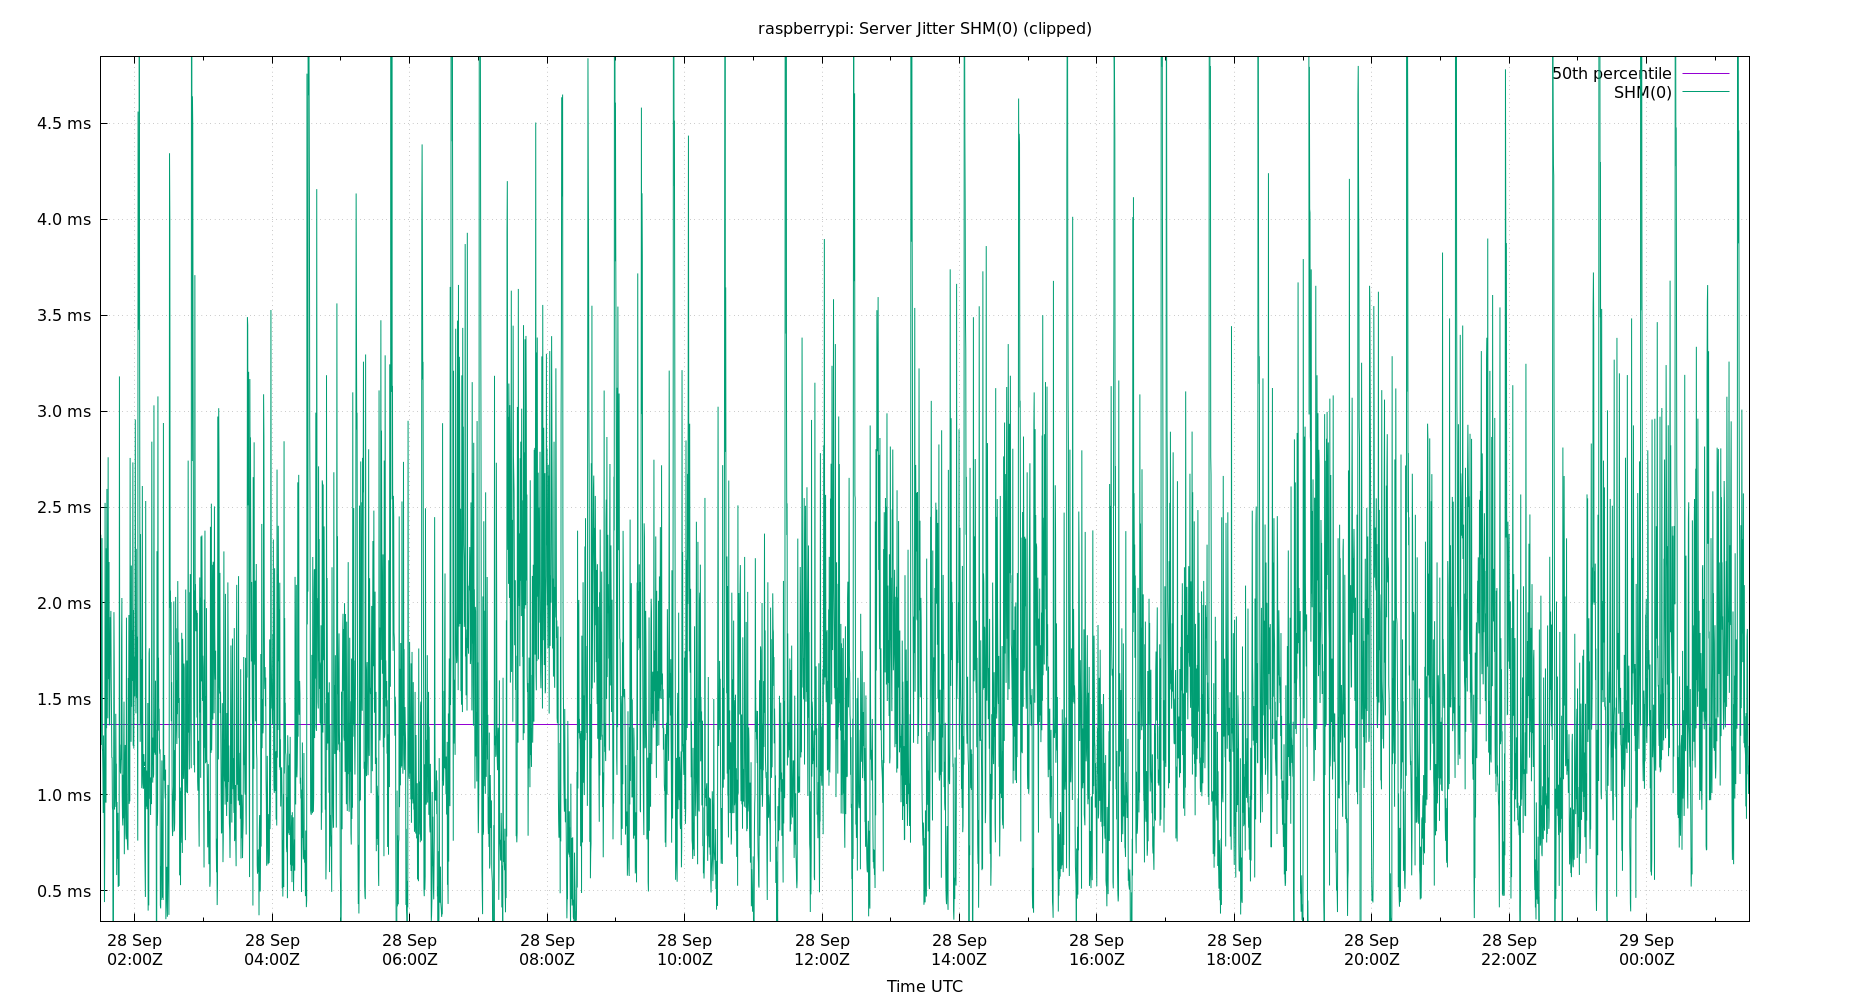 raspberrypi: Server Jitter SHM(0) (clipped)
50th percentile
SHM(0)
4.5 ms
4.0 ms
3.5 ms
3.0 ms
2.5 ms
2.0 ms
1.5 ms
1.0 ms
0.5 ms
28 Sep 28 Sep 28 Sep 28 Sep 28 Sep 28 Sep 28 Sep 28 Sep 28 Sep 28 Sep 28 Sep 29 Sep
02:00Z 04:00Z 06:00Z 08:00Z 10:00Z 12:00Z 14:00Z 16:00Z 18:00Z 20:00Z 22:00Z 00:00Z
Time UTC